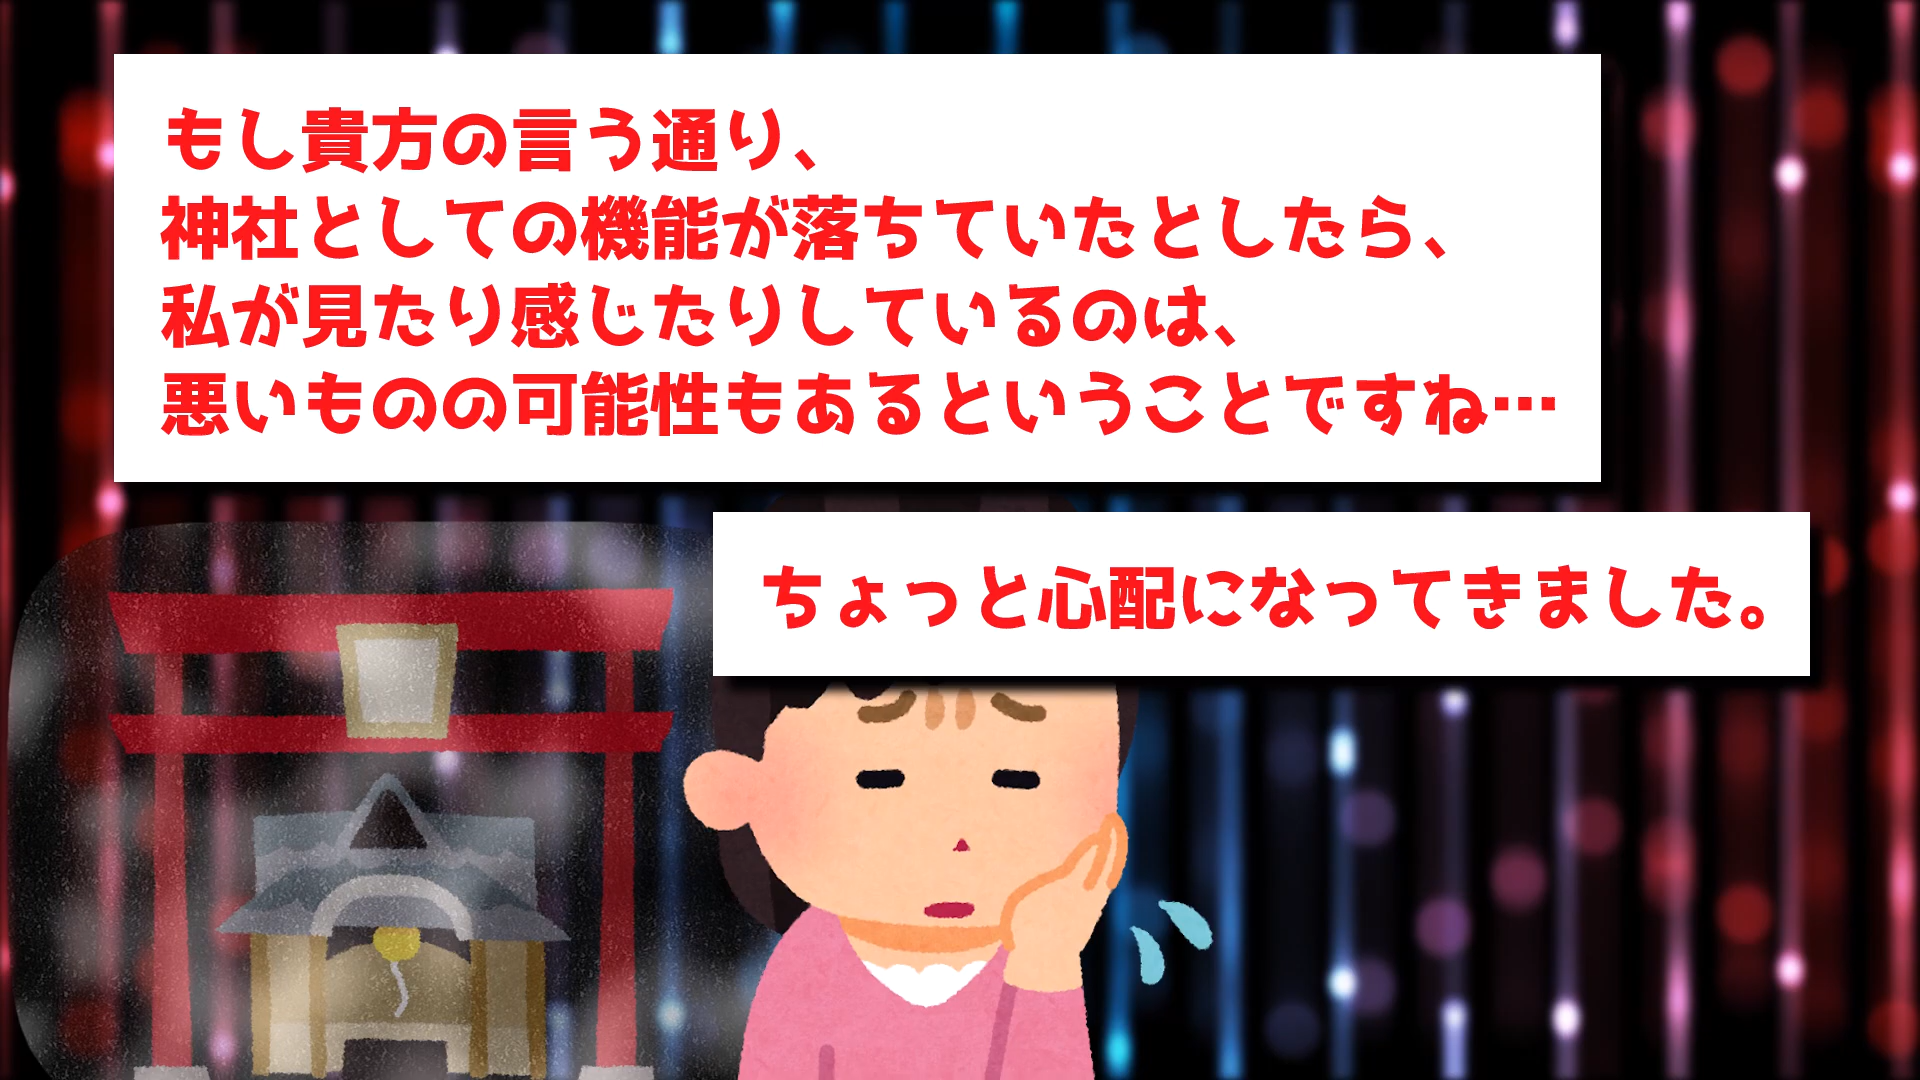 もし貴方の言う通り、
神社としての機能が落ちていたとしたら、
私が見たり感じたりしているのは、
悪いものの可能性もあるということですね…
ちょっと心配になってきました。